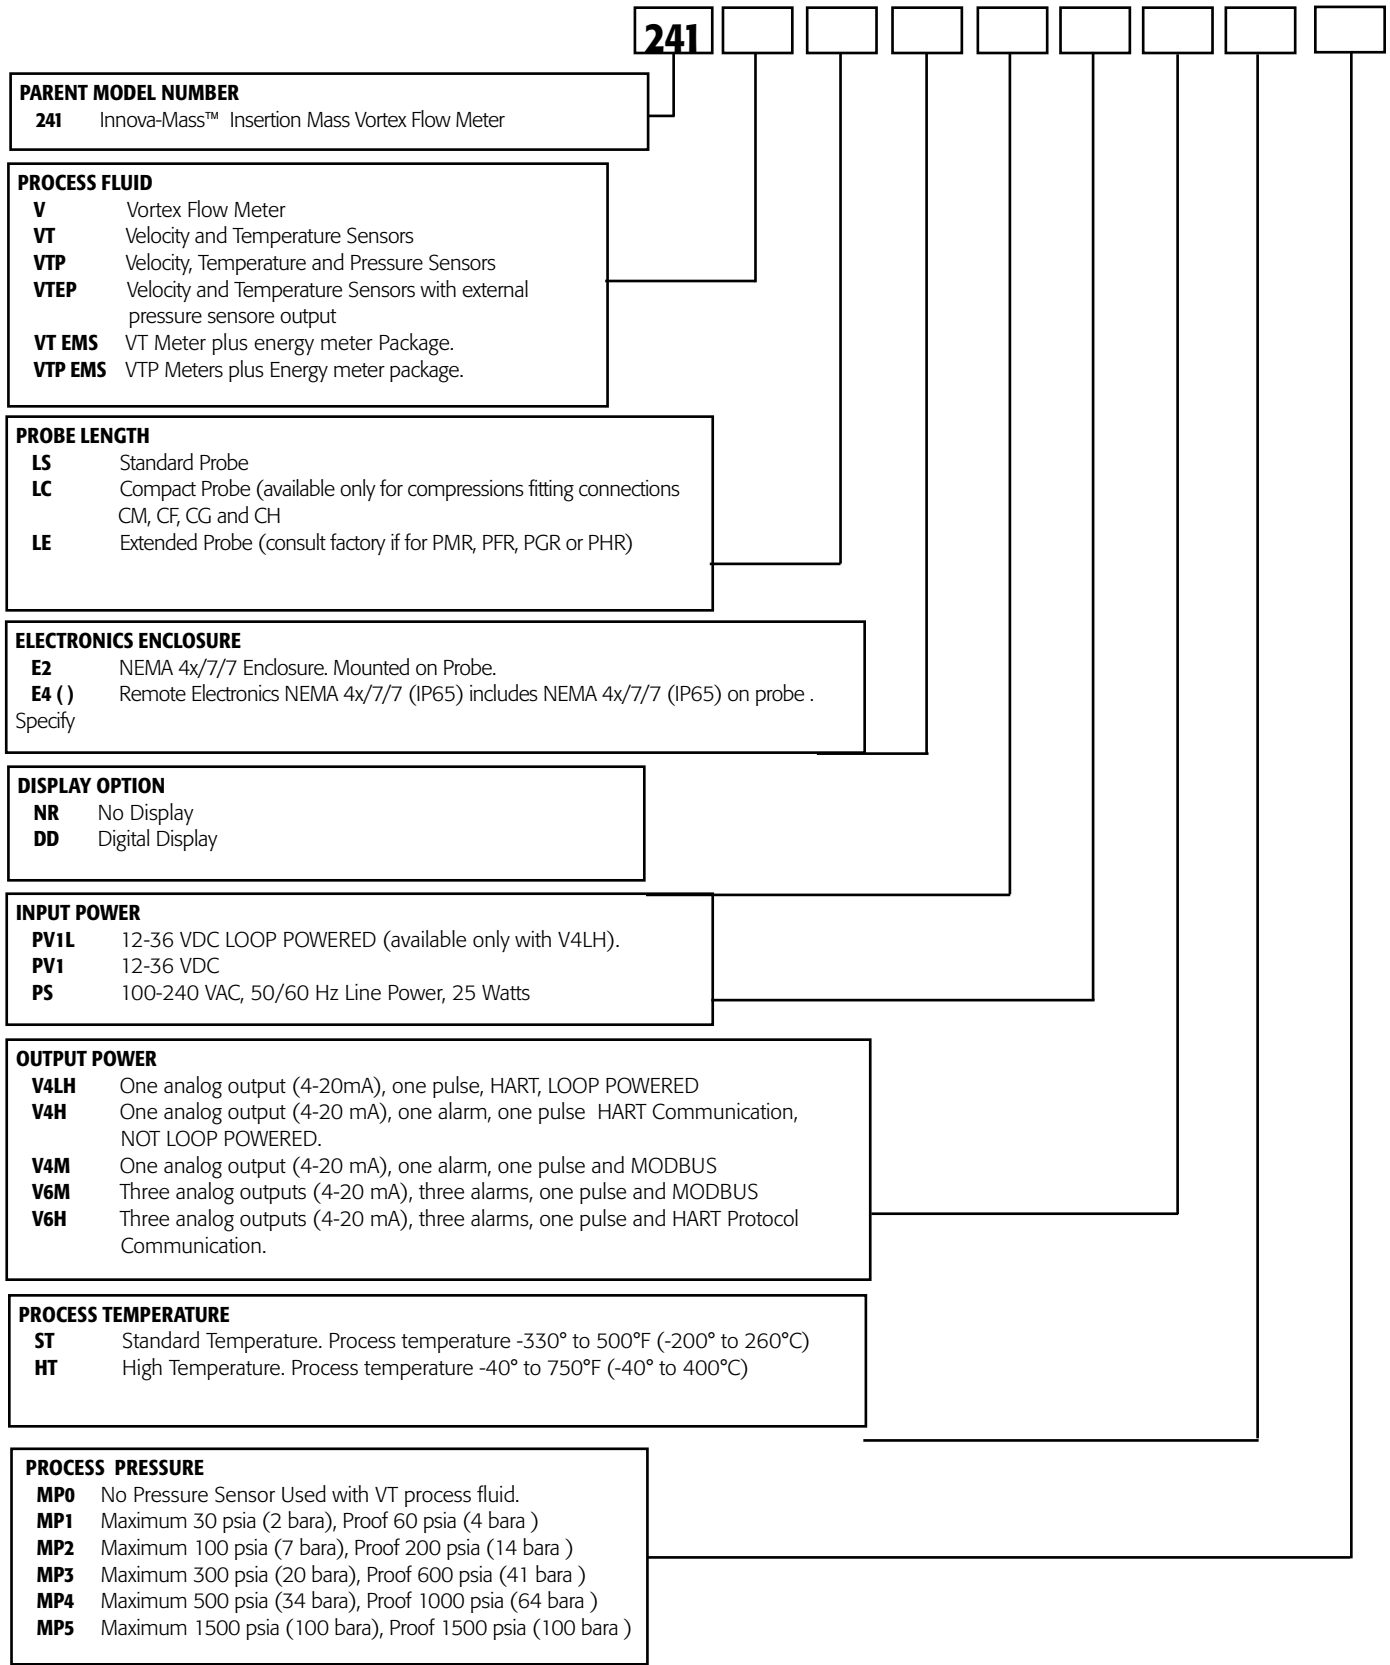 241
PARENT MODEL NUMBER
241 Innova-Mass™ Insertion Mass Vortex Flow Meter
PROCESS FLUID
V Vortex Flow Meter
VT Velocity and Temperature Sensors
VTP Velocity, Temperature and Pressure Sensors
VTEP Velocity and Temperature Sensors with external
pressure sensore output
VT EMS VT Meter plus energy meter Package.
VTP EMS VTP Meters plus Energy meter package.
PROBE LENGTH
LS Standard Probe
LC Compact Probe (available only for compressions fitting connections
CM, CF, CG and CH
LE Extended Probe (consult factory if for PMR, PFR, PGR or PHR)
ELECTRONICS ENCLOSURE
E2 NEMA 4x/7/7 Enclosure. Mounted on Probe.
E4 ( ) Remote Electronics NEMA 4x/7/7 (IP65) includes NEMA 4x/7/7 (IP65) on probe .
Specify
DISPLAY OPTION
NR No Display
DD Digital Display
INPUT POWER
PV1L 12-36 VDC LOOP POWERED (available only with V4LH).
PV1 12-36 VDC
PS 100-240 VAC, 50/60 Hz Line Power, 25 Watts
OUTPUT POWER
V4LH One analog output (4-20mA), one pulse, HART, LOOP POWERED
V4H One analog output (4-20 mA), one alarm, one pulse HART Communication,
NOT LOOP POWERED.
V4M One analog output (4-20 mA), one alarm, one pulse and MODBUS
V6M Three analog outputs (4-20 mA), three alarms, one pulse and MODBUS
V6H Three analog outputs (4-20 mA), three alarms, one pulse and HART Protocol
Communication.
PROCESS TEMPERATURE
ST Standard Temperature. Process temperature -330° to 500°F (-200° to 260°C)
HT High Temperature. Process temperature -40° to 750°F (-40° to 400°C)
PROCESS PRESSURE
MP0 No Pressure Sensor Used with VT process fluid.
MP1 Maximum 30 psia (2 bara), Proof 60 psia (4 bara )
MP2 Maximum 100 psia (7 bara), Proof 200 psia (14 bara )
MP3 Maximum 300 psia (20 bara), Proof 600 psia (41 bara )
MP4 Maximum 500 psia (34 bara), Proof 1000 psia (64 bara )
MP5 Maximum 1500 psia (100 bara), Proof 1500 psia (100 bara )